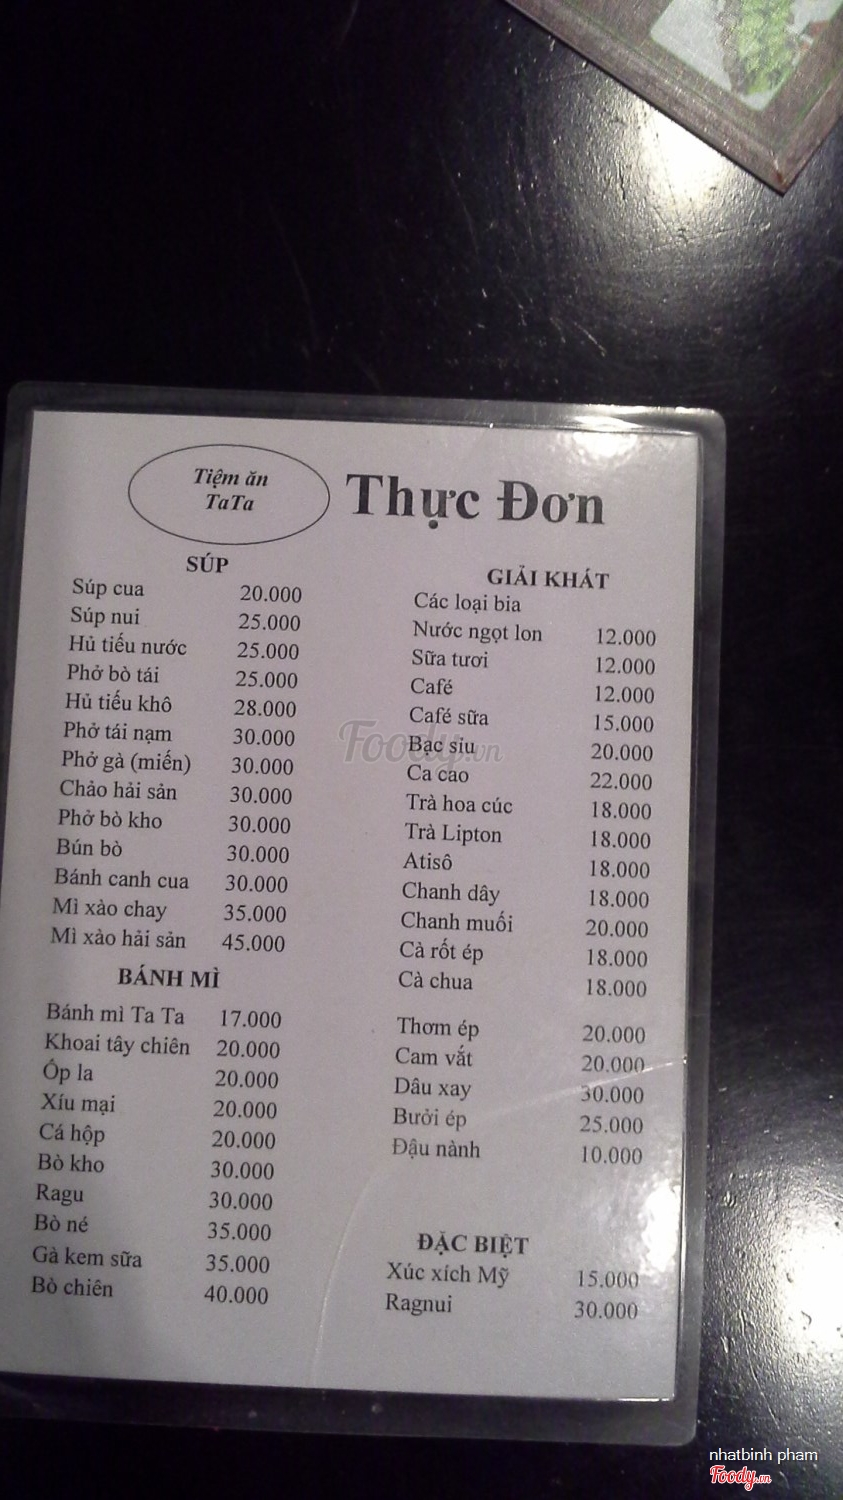 Tiệm ăn
TaTa
Thực Đơn
SÚP
Súp cua 20.000
Súp nui 25.000
Hủ tiếu nước 25.000
Phở bò tái 25.000
Hủ tiếu khô 28.000
Phở tái nạm 30.000
Phở gà (miến) 30.000
Chảo hải sản 30.000
Phở bò kho 30.000
Bún bò 30.000
Bánh canh cua 30.000
Mì xào chay 35.000
Mì xào hải sản 45.000
BÁNH MÌ
Bánh mì Ta Ta 17.000
Khoai tây chiên 20.000
Ốp la 20.000
Xíu mại 20.000
Cá hộp 20.000
Bò kho 30.000
Ragu 30.000
Bò né 35.000
Gà kem sữa 35.000
Bò chiên 40.000
GIẢI KHÁT
Các loại bia
Nước ngọt lon 12.000
Sữa tươi 12.000
Café 12.000
Café sữa 15.000
Bạc sỉu 20.000
Ca cao 22.000
Trà hoa cúc 18.000
Trà Lipton 18.000
Atisô 18.000
Chanh dây 18.000
Chanh muối 20.000
Cà rốt ép 18.000
Cà chua 18.000
Thơm ép 20.000
Cam vắt 20.000
Dâu xay 30.000
Bưởi ép 25.000
Đậu nành 10.000
ĐẶC BIỆT
Xúc xích Mỹ 15.000
Ragnui 30.000
Foody.vn
nhatbinh pham
Foody.vn